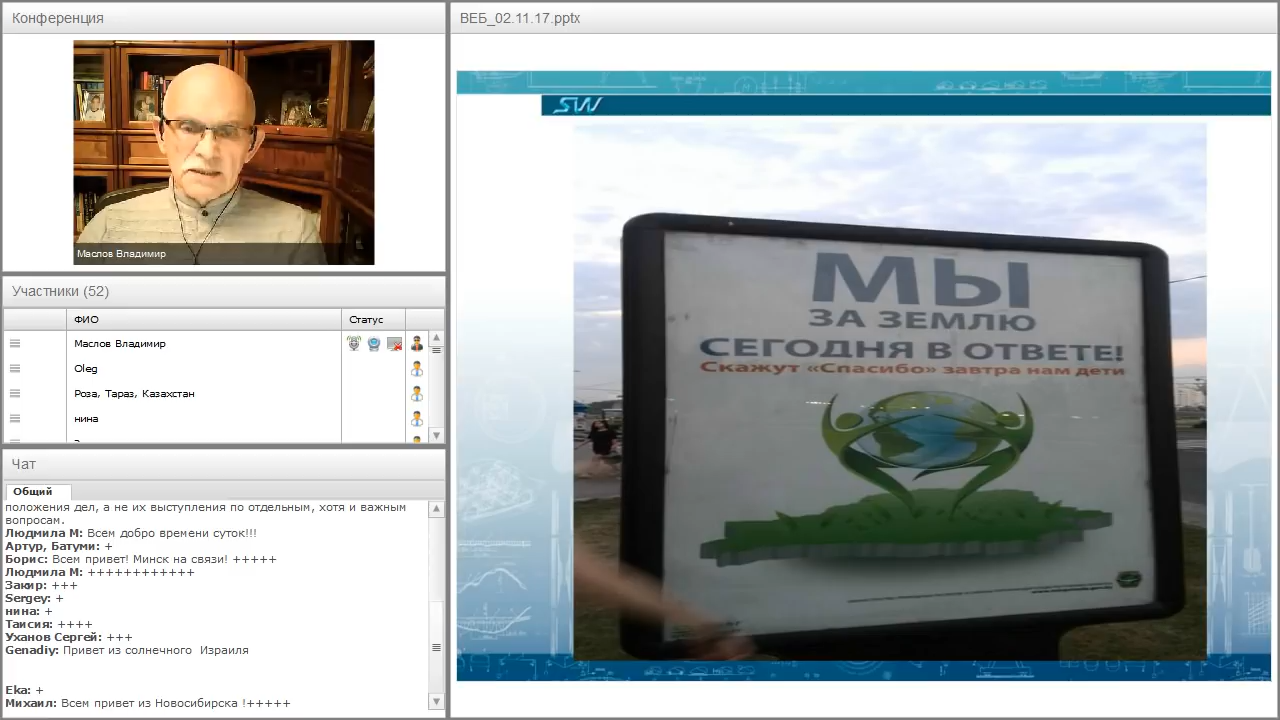 Конференция
Маслов Владимир
Участники (52)
ФИО
Статус
Маслов Владимир
Oleg
Роза, Тараз, Казахстан
нина
Чат
Общий
положения дел, а не их выступления по отдельным, хотя и важным
вопросам.
Людмила М: Всем добро времени суток!!!
Артур, Батуми: +
Борис: Всем привет! Минск на связи! +++++
Людмила М: ++++++++++++
Закир: +++
Sergey: +
нина: +
Таисия: ++++
Уханов Сергей: +++
Genadiy: Привет из солнечного Израиля
Eka: +
Михаил: Всем привет из Новосибирска !+++++
ВЕБ_02.11.17.pptx
SW
МЫ
ЗА ЗЕМЛЮ
СЕГОДНЯ В ОТВЕТЕ!
Скажут «Спасибо» завтра нам дети